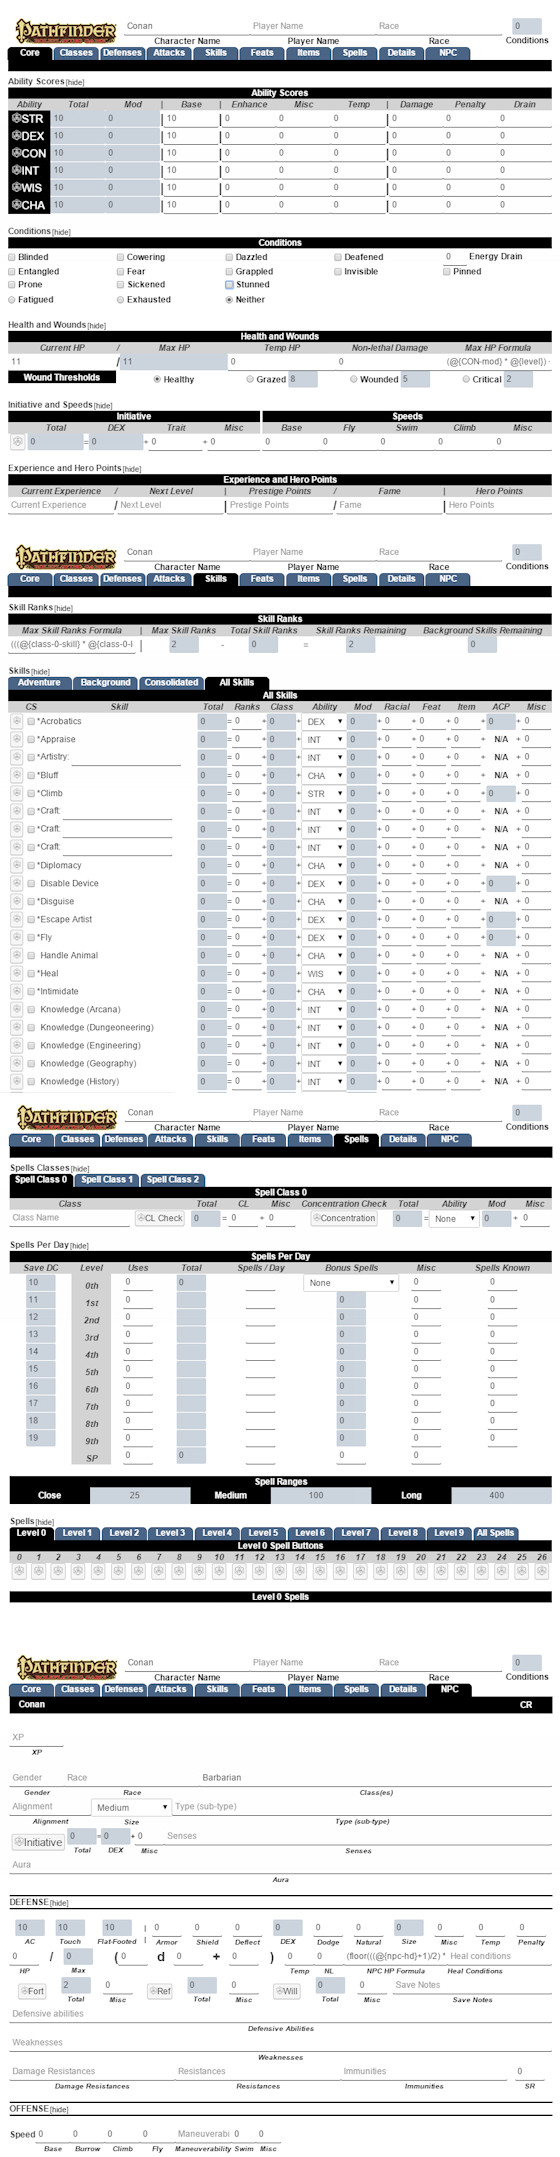 PATHFINDER Conan Player Name Race 0
Character Name Player Name Race Conditions
Core Classes Defenses Attacks Skills Feats Items Spells Details NPC
Ability Scores[hide]
Ability Scores
Ability Total Mod | Base | Enhance Misc Temp | Damage Penalty Drain
STR 10 0 | 10 | 0 0 0 | 0 0 0
DEX 10 0 | 10 | 0 0 0 | 0 0 0
CON 10 0 | 10 | 0 0 0 | 0 0 0
INT 10 0 | 10 | 0 0 0 | 0 0 0
WIS 10 0 | 10 | 0 0 0 | 0 0 0
CHA 10 0 | 10 | 0 0 0 | 0 0 0
Conditions[hide]
Conditions
Blinded Cowering Dazzled Deafened 0 Energy Drain
Entangled Fear Grappled Invisible Pinned
Prone Sickened Stunned
Fatigued Exhausted Neither
Health and Wounds[hide]
Health and Wounds
Current HP / Max HP Temp HP Non-lethal Damage Max HP Formula
11 / 11 0 0 (@{CON-mod} * @{level}) -
Wound Thresholds Healthy Grazed 8 Wounded 5 Critical 2
Initiative and Speeds[hide]
Initiative Speeds
Total DEX Trait Misc Base Fly Swim Climb Misc
0 = 0 + 0 + 0 0 0 0 0 0
Experience and Hero Points[hide]
Experience and Hero Points
Current Experience / Next Level | Prestige Points / Fame | Hero Points
Current Experience / Next Level | Prestige Points / Fame | Hero Points
PATHFINDER Conan Player Name Race 0
Character Name Player Name Race Conditions
Core Classes Defenses Attacks Skills Feats Items Spells Details NPC
Skill Ranks[hide]
Skill Ranks
Max Skill Ranks Formula | Max Skill Ranks Total Skill Ranks Skill Ranks Remaining Background Skills Remaining
(((@{class-0-skill} * @{class-0-l 2 - 0 = 2 0
Skills[hide]
Adventure Background Consolidated All Skills
All Skills
CS Skill Total Ranks Class Ability Mod Racial Feat Item ACP Misc
*Acrobatics 0 = 0 + 0 + DEX 0 + 0 + 0 + 0 + 0 + 0
*Appraise 0 = 0 + 0 + INT 0 + 0 + 0 + 0 + N/A + 0
*Artistry: 0 = 0 + 0 + INT 0 + 0 + 0 + 0 + N/A + 0
*Bluff 0 = 0 + 0 + CHA 0 + 0 + 0 + 0 + N/A + 0
*Climb 0 = 0 + 0 + STR 0 + 0 + 0 + 0 + 0 + 0
*Craft: 0 = 0 + 0 + INT 0 + 0 + 0 + 0 + N/A + 0
*Craft: 0 = 0 + 0 + INT 0 + 0 + 0 + 0 + N/A + 0
*Craft: 0 = 0 + 0 + INT 0 + 0 + 0 + 0 + N/A + 0
*Diplomacy 0 = 0 + 0 + CHA 0 + 0 + 0 + 0 + N/A + 0
Disable Device 0 = 0 + 0 + DEX 0 + 0 + 0 + 0 + 0 + 0
*Disguise 0 = 0 + 0 + CHA 0 + 0 + 0 + 0 + N/A + 0
*Escape Artist 0 = 0 + 0 + DEX 0 + 0 + 0 + 0 + 0 + 0
*Fly 0 = 0 + 0 + DEX 0 + 0 + 0 + 0 + 0 + 0
Handle Animal 0 = 0 + 0 + CHA 0 + 0 + 0 + 0 + N/A + 0
*Heal 0 = 0 + 0 + WIS 0 + 0 + 0 + 0 + N/A + 0
*Intimidate 0 = 0 + 0 + CHA 0 + 0 + 0 + 0 + N/A + 0
Knowledge (Arcana) 0 = 0 + 0 + INT 0 + 0 + 0 + 0 + N/A + 0
Knowledge (Dungeoneering) 0 = 0 + 0 + INT 0 + 0 + 0 + 0 + N/A + 0
Knowledge (Engineering) 0 = 0 + 0 + INT 0 + 0 + 0 + 0 + N/A + 0
Knowledge (Geography) 0 = 0 + 0 + INT 0 + 0 + 0 + 0 + N/A + 0
Knowledge (History) 0 = 0 + 0 + INT 0 + 0 + 0 + 0 + N/A + 0
PATHFINDER Conan Player Name Race 0
Character Name Player Name Race Conditions
Core Classes Defenses Attacks Skills Feats Items Spells Details NPC
Spells Classes[hide]
Spell Class 0 Spell Class 1 Spell Class 2
Spell Class 0
Class Total CL Misc Concentration Check Total Ability Mod Misc
Class Name CL Check 0 = 0 + 0 Concentration 0 = None 0 + 0
Spells Per Day[hide]
Spells Per Day
Save DC Level Uses Total Spells / Day Bonus Spells Misc Spells Known
10 0th 0 0 None 0 0
11 1st 0 0 0 0
12 2nd 0 0 0 0
13 3rd 0 0 0 0
14 4th 0 0 0 0
15 5th 0 0 0 0
16 6th 0 0 0 0
17 7th 0 0 0 0
18 8th 0 0 0 0
19 9th 0 0 0 0
SP 0 0 0 0
Spell Ranges
Close 25 Medium 100 Long 400
Spells[hide]
Level 0 Level 1 Level 2 Level 3 Level 4 Level 5 Level 6 Level 7 Level 8 Level 9 All Spells
Level 0 Spell Buttons
0 1 2 3 4 5 6 7 8 9 10 11 12 13 14 15 16 17 18 19 20 21 22 23 24 25 26
Level 0 Spells
PATHFINDER Conan Player Name Race 0
Character Name Player Name Race Conditions
Core Classes Defenses Attacks Skills Feats Items Spells Details NPC
Conan CR
XP
XP
Gender Race Barbarian
Gender Race Class(es)
Alignment Medium Type (sub-type)
Alignment Size Type (sub-type)
Initiative 0 = 0 + 0 Senses
Total DEX Misc Senses
Aura
Aura
DEFENSE[hide]
10 10 10 | 0 0 0 0 0 0 0 0 0 0
AC Touch Flat-Footed | Armor Shield Deflect DEX Dodge Natural Size Misc Temp Penalty
0 / 0 ( 0 d 0 + 0 ) 0 0 (floor(((@{npc-hd}+1)/2) * Heal conditions
HP Max Temp NL NPC HP Formula Heal Conditions
Fort 2 0 Ref 0 0 Will 0 0 Save Notes
Total Misc Total Misc Total Misc Save Notes
Defensive abilities
Defensive Abilities
Weaknesses
Weaknesses
Damage Resistances Resistances Immunities 0
Damage Resistances Resistances Immunities SR
OFFENSE[hide]
Speed 0 0 0 0 Maneuverabi 0 0
Base Burrow Climb Fly Maneuverability Swim Misc